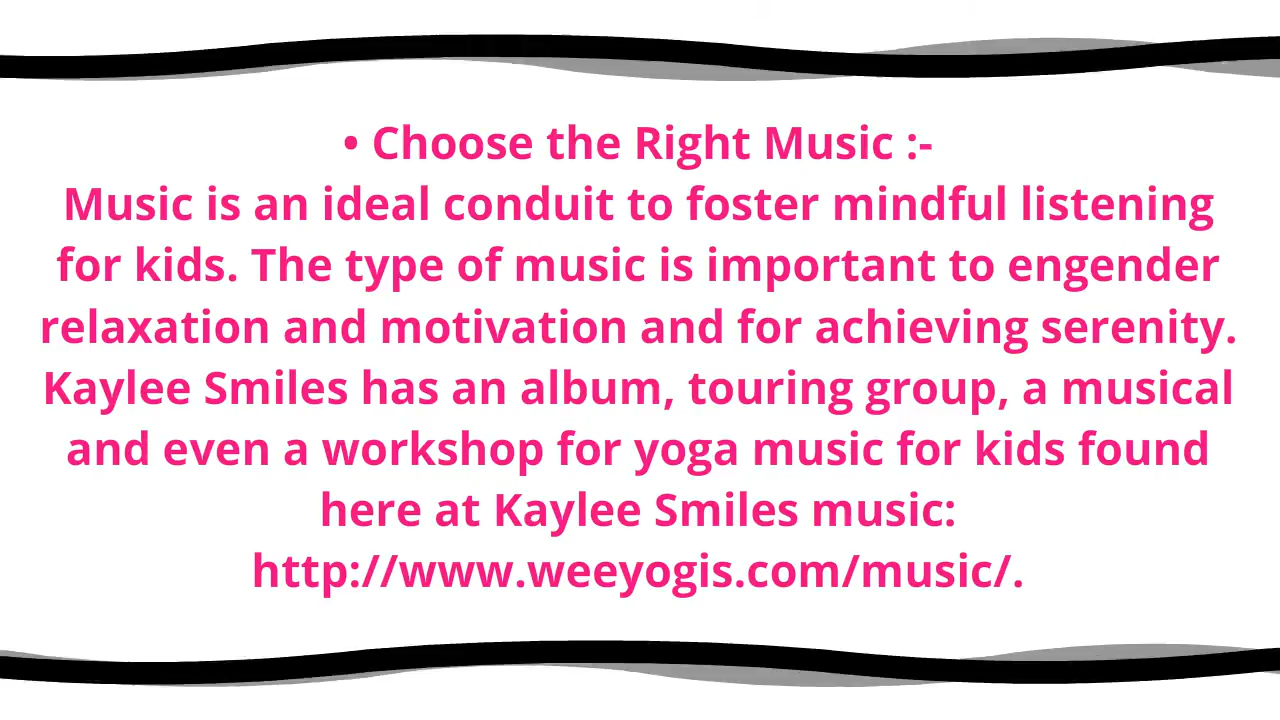 • Choose the Right Music :-
Music is an ideal conduit to foster mindful listening
for kids. The type of music is important to engender
relaxation and motivation and for achieving serenity.
Kaylee Smiles has an album, touring group, a musical
and even a workshop for yoga music for kids found
here at Kaylee Smiles music:
http://www.weeyogis.com/music/.